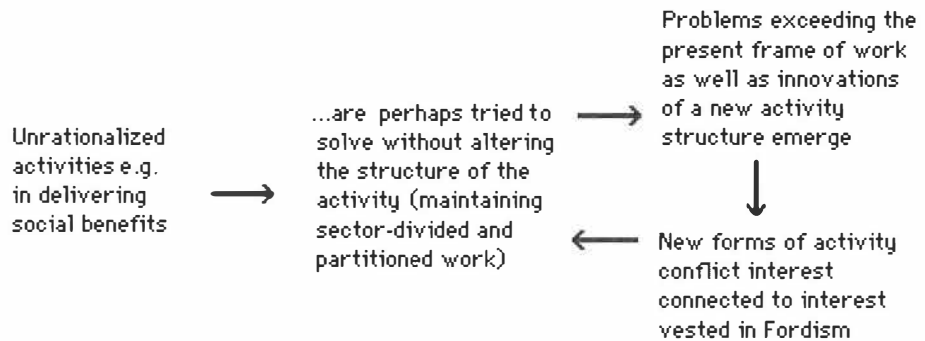 Unrationalized
activities e.g.
in delivering
social benefits
...are perhaps tried to
solve without altering
the structure of the
activity (maintaining
sector-divided and
partitioned work)
Problems exceeding the
present frame of work
as well as innovations
of a new activity
structure emerge
New forms of activity
conflict interest
connected to interest
vested in Fordism